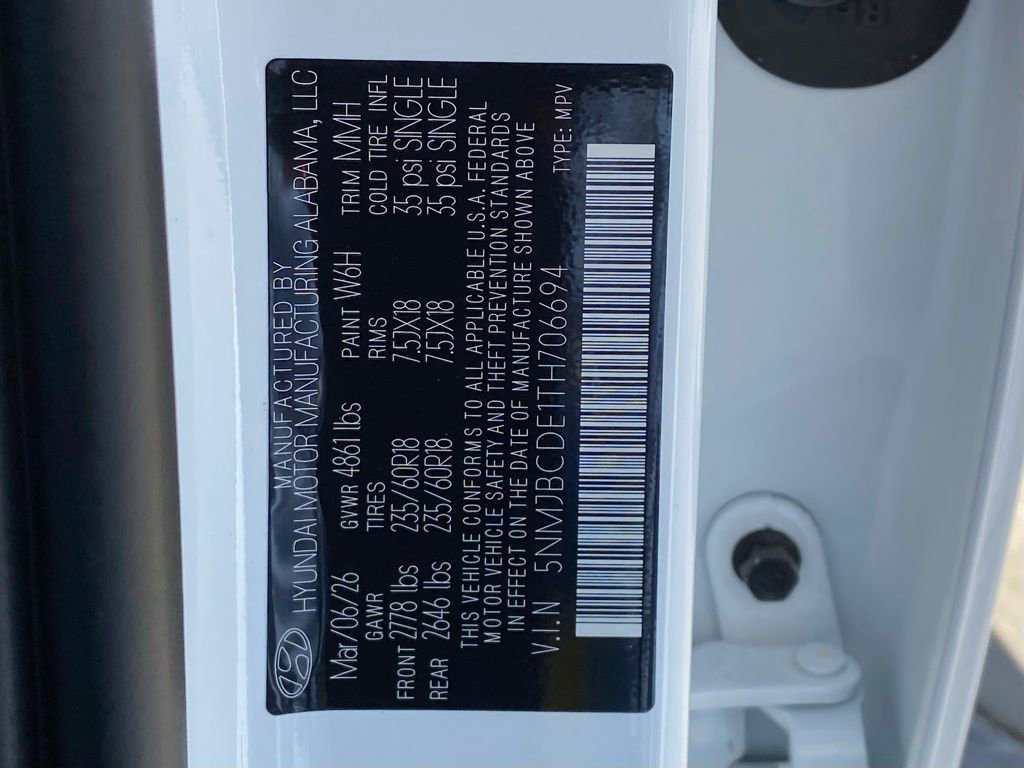 MANUFACTURED BY
HYUNDAI MOTOR MANUFACTURING ALABAMA, LLC
Mar/06/26 GVWR 4861 lbs PAINT W6H TRIM MMH
GAWR TIRES RIMS COLD TIRE INFL
FRONT 2778 lbs 235/60R18 7.5JX18 35 psi SINGLE
REAR 2646 lbs 235/60R18 7.5JX18 35 psi SINGLE
THIS VEHICLE CONFORMS TO ALL APPLICABLE U.S.A. FEDERAL
MOTOR VEHICLE SAFETY AND THEFT PREVENTION STANDARDS
IN EFFECT ON THE DATE OF MANUFACTURE SHOWN ABOVE
V.I.N 5NMJBCDE1TH706694 TYPE: MPV